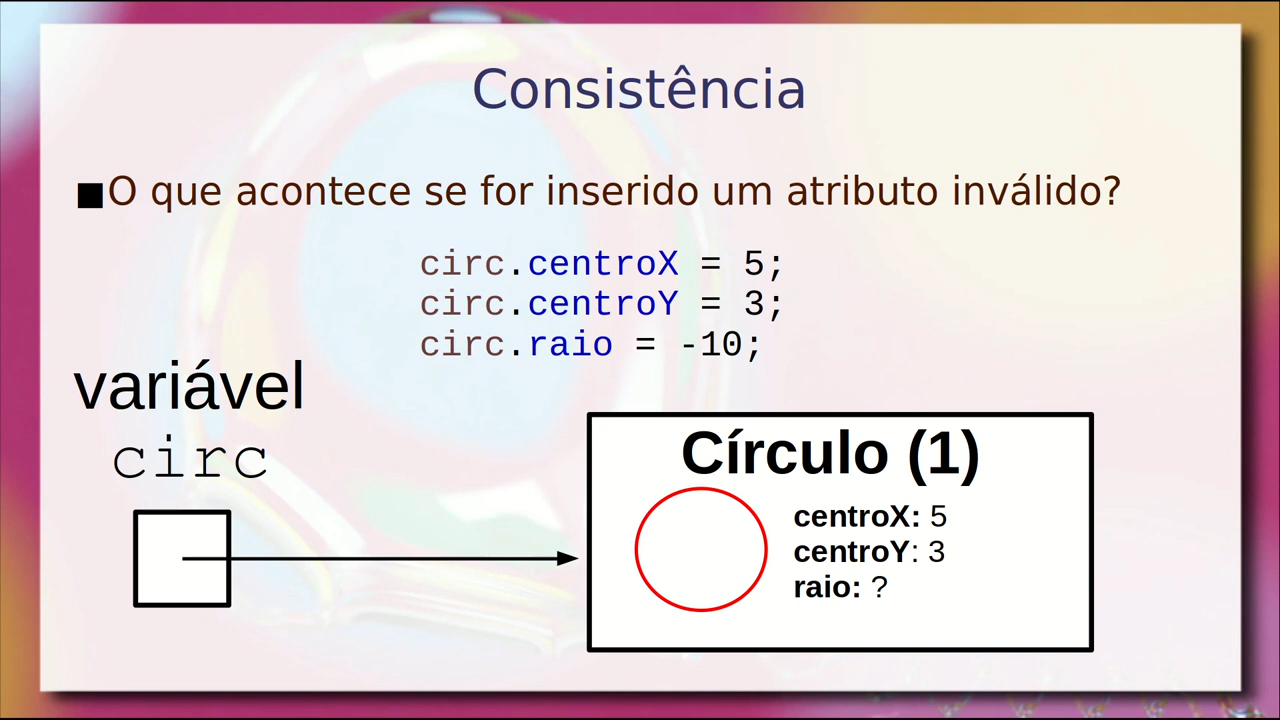 Consistência
■O que acontece se for inserido um atributo inválido?
circ.centroX = 5;
circ.centroY = 3;
circ.raio = -10;
variável
circ
Círculo (1)
centroX: 5
centroY: 3
raio: ?